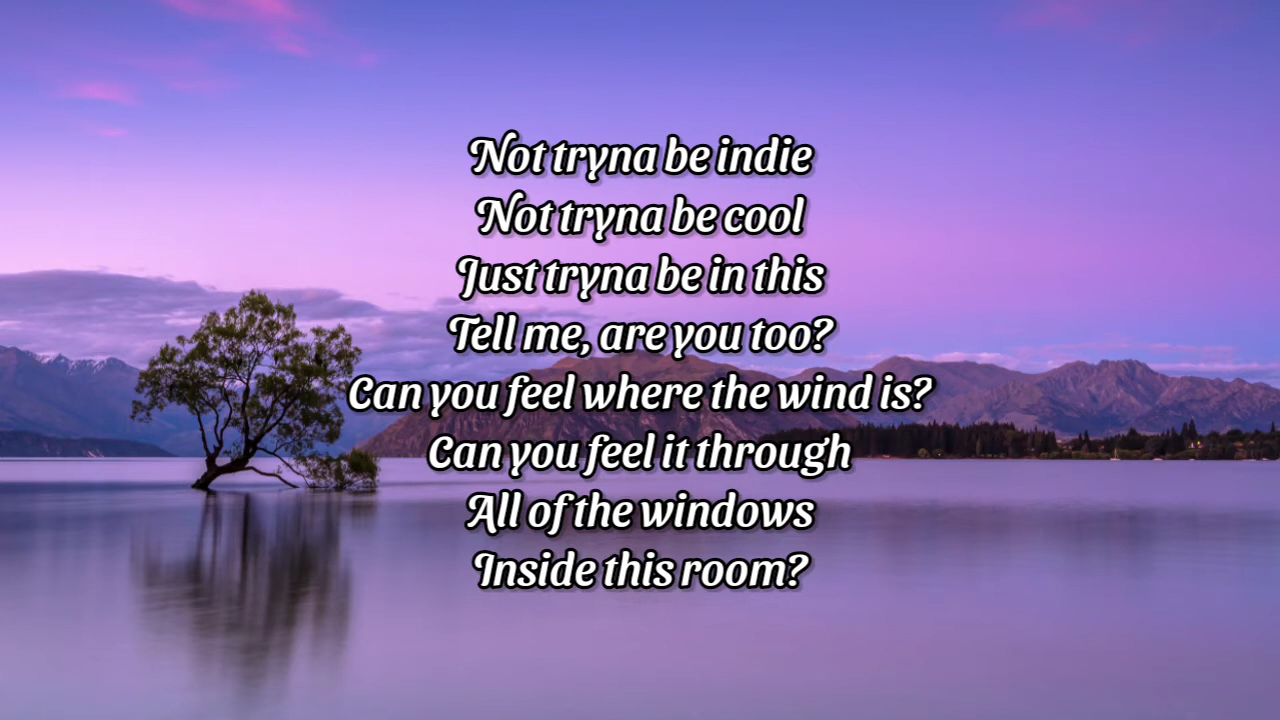 Not tryna be indie
Not tryna be cool
Just tryna be in this
Tell me, are you too?
Can you feel where the wind is?
Can you feel it through
All of the windows
Inside this room?